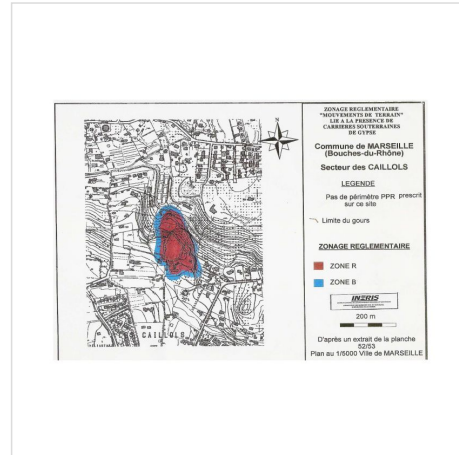 ZONAGE REGLEMENTAIRE
"MOUVEMENTS DE TERRAIN"
LIE A LA PRESENCE DE
CARRIERES SOUTERRAINES
DE GYPSE
Commune de MARSEILLE
(Bouches-du-Rhône)
Secteur des CAILLOLS
LEGENDE
Pas de périmètre PPR prescrit
sur ce site
Limite du gours
ZONAGE REGLEMENTAIRE
ZONE R
ZONE B
INERIS
200 m
D'après un extrait de la planche
52/53
Plan au 1/5000 Ville de MARSEILLE
N
CAILLOLS